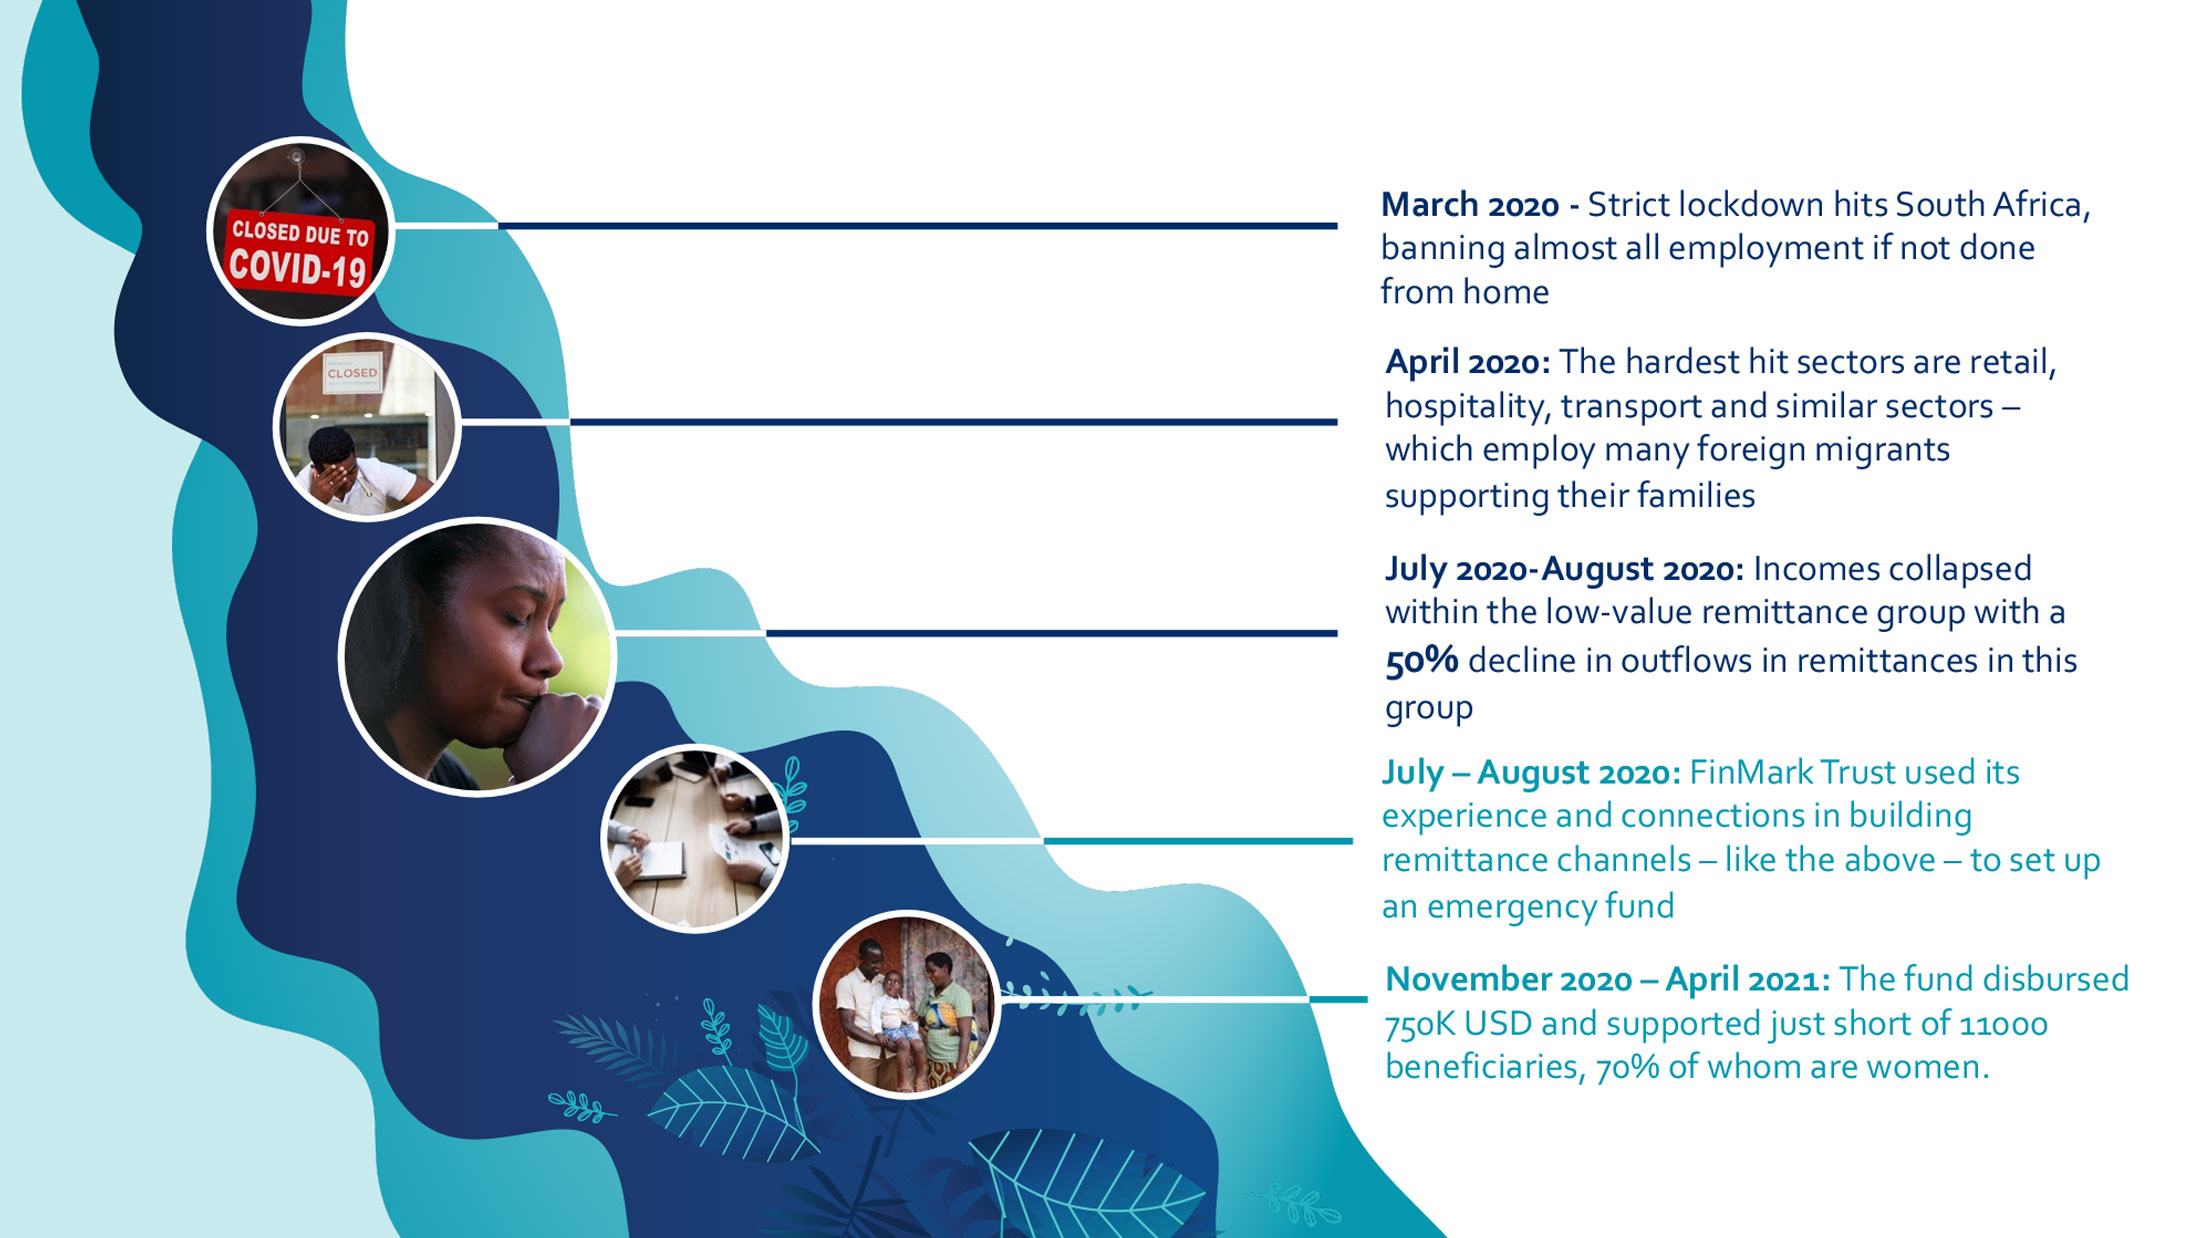 CLOSED DUE TO
COVID-19
CLOSED
March 2020 - Strict lockdown hits South Africa,
banning almost all employment if not done
from home
April 2020: The hardest hit sectors are retail,
hospitality, transport and similar sectors –
which employ many foreign migrants
supporting their families
July 2020-August 2020: Incomes collapsed
within the low-value remittance group with a
50% decline in outflows in remittances in this
group
July – August 2020: FinMark Trust used its
experience and connections in building
remittance channels – like the above – to set up
an emergency fund
November 2020 – April 2021: The fund disbursed
750K USD and supported just short of 11000
beneficiaries, 70% of whom are women.